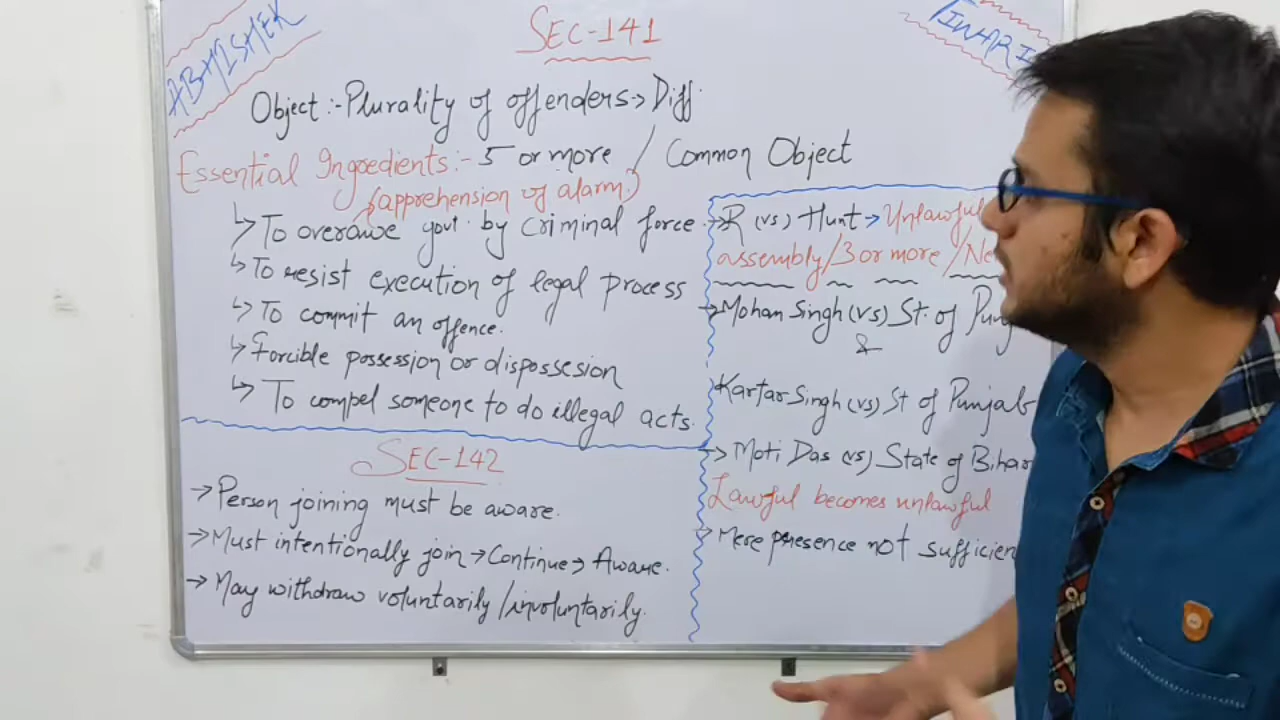 ABHISHEK
TIWARI
SEC-141
Object :- Plurality of offenders → Diff.
Essential Ingredients :- 5 or more / Common Object
(apprehension of alarm)
↳ To overawe govt. by criminal force.
↳ To resist execution of legal process
↳ To commit an offence.
↳ Forcible possession or dispossesion
↳ To compel someone to do illegal acts.
SEC-142
→ Person joining must be aware.
→ Must intentionally join → Continue → Aware.
→ May withdraw voluntarily / involuntarily.
→ R (vs) Hunt → Unlawful
assembly / 3 or more /
→ Mohan Singh (vs) St. of
&
Kartar Singh (vs) St of Punjab
→ Moti Das (vs) State of Bihar
Lawful becomes unlawful
→ Mere presence not